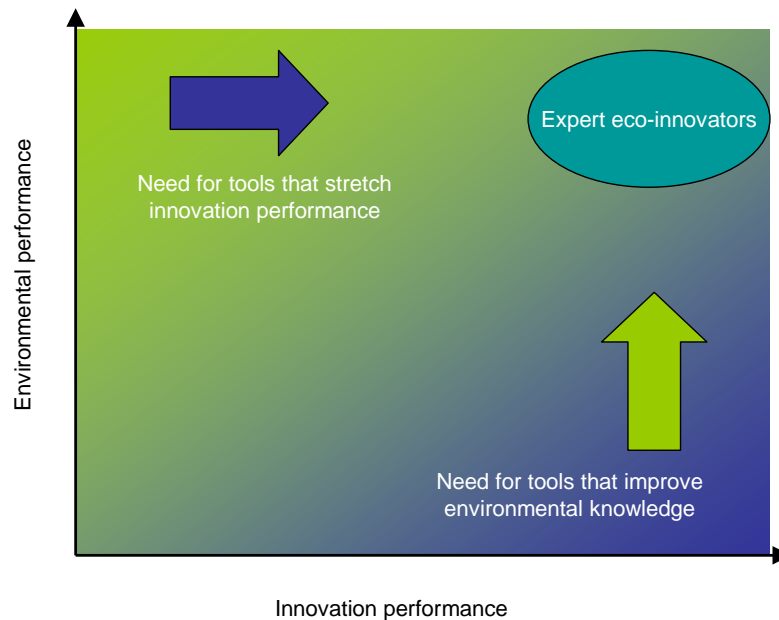 Environmental performance
Expert eco-innovators
Need for tools that stretch
innovation performance
Need for tools that improve
environmental knowledge
Innovation performance